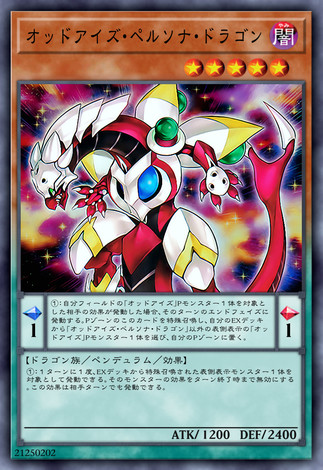 オッドアイズ・ペルソナ・ドラゴン
闇
やみ
①:自分フィールドの「オッドアイズ」Pモンスター1体を対象と
した相手の効果が発動した場合、そのターンのエンドフェイズに
発動する。Pゾーンのこのカードを特殊召喚し、自分のEXデッキ
から「オッドアイズ・ペルソナ・ドラゴン」以外の表側表示の「オッド
アイズ」Pモンスター1体を選び、自分のPゾーンに置く。
1
1
【ドラゴン族/ペンデュラム/効果】
①:1ターンに1度、EXデッキから特殊召喚された表側表示モンスター1体
を対象として発動できる。そのモンスターの効果をターン終了時まで無効にする。
この効果は相手ターンでも発動できる。
ATK/1200 DEF/2400
21250202